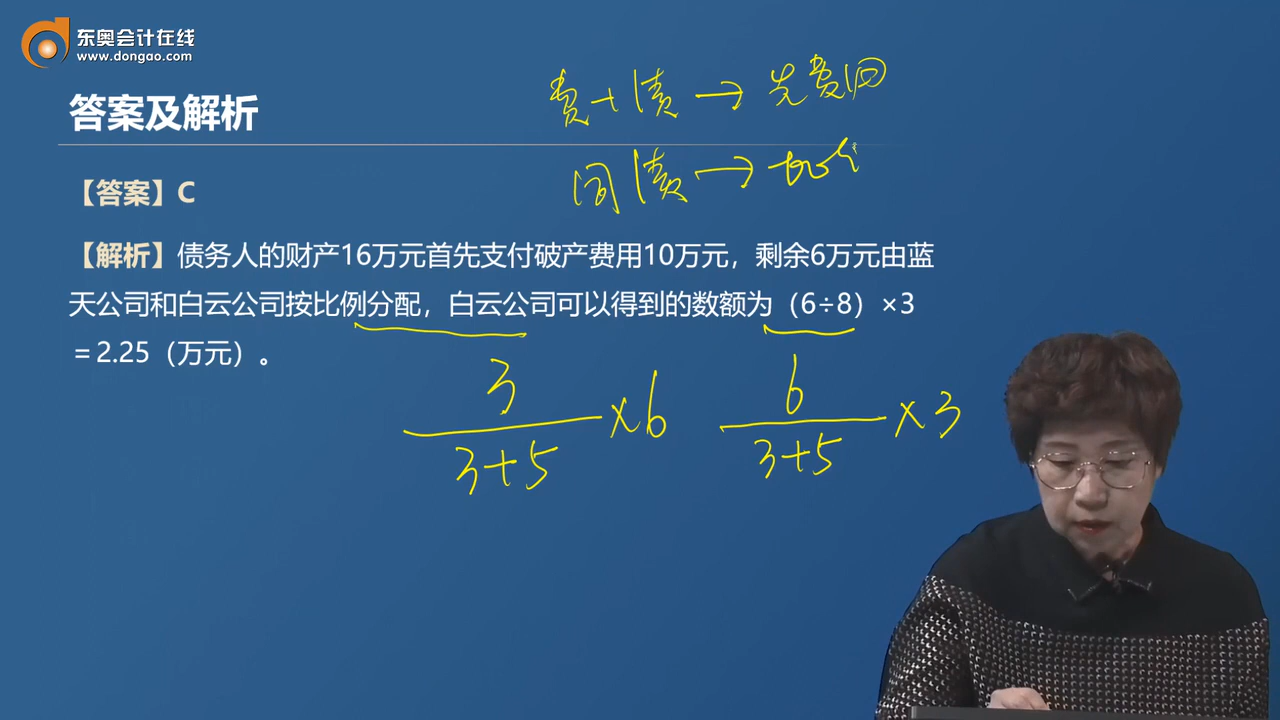 东奥会计在线
www.dongao.com
答案及解析
【答案】C
【解析】债务人的财产16万元首先支付破产费用10万元，剩余6万元由蓝
天公司和白云公司按比例分配，白云公司可以得到的数额为（6÷8）×3
＝2.25（万元）。
费+债→先费
同债→
3
3+5
×6
6
3+5
×3